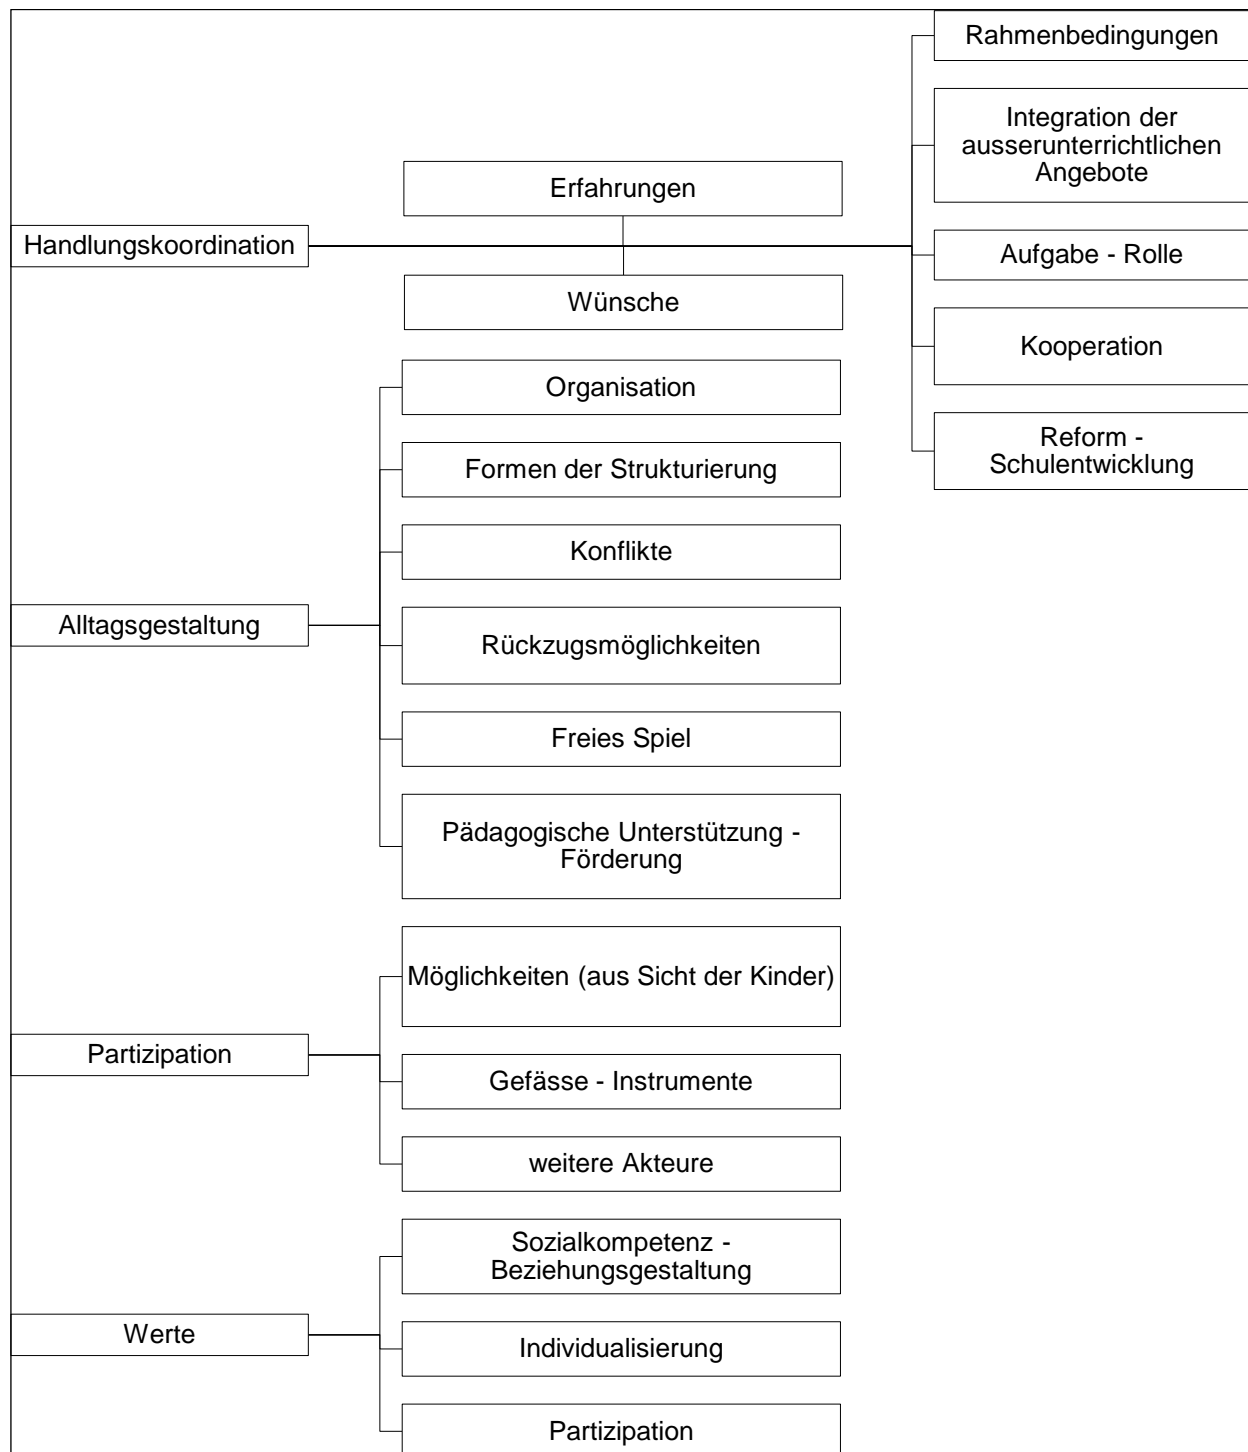 Rahmenbedingungen
Integration der
ausserunterrichtlichen
Angebote
Erfahrungen
Handlungskoordination
Aufgabe - Rolle
Wünsche
Kooperation
Organisation
Reform -
Schulentwicklung
Formen der Strukturierung
Konflikte
Alltagsgestaltung
Rückzugsmöglichkeiten
Freies Spiel
Pädagogische Unterstützung -
Förderung
Möglichkeiten (aus Sicht der Kinder)
Partizipation
Gefässe - Instrumente
weitere Akteure
Sozialkompetenz -
Beziehungsgestaltung
Werte
Individualisierung
Partizipation